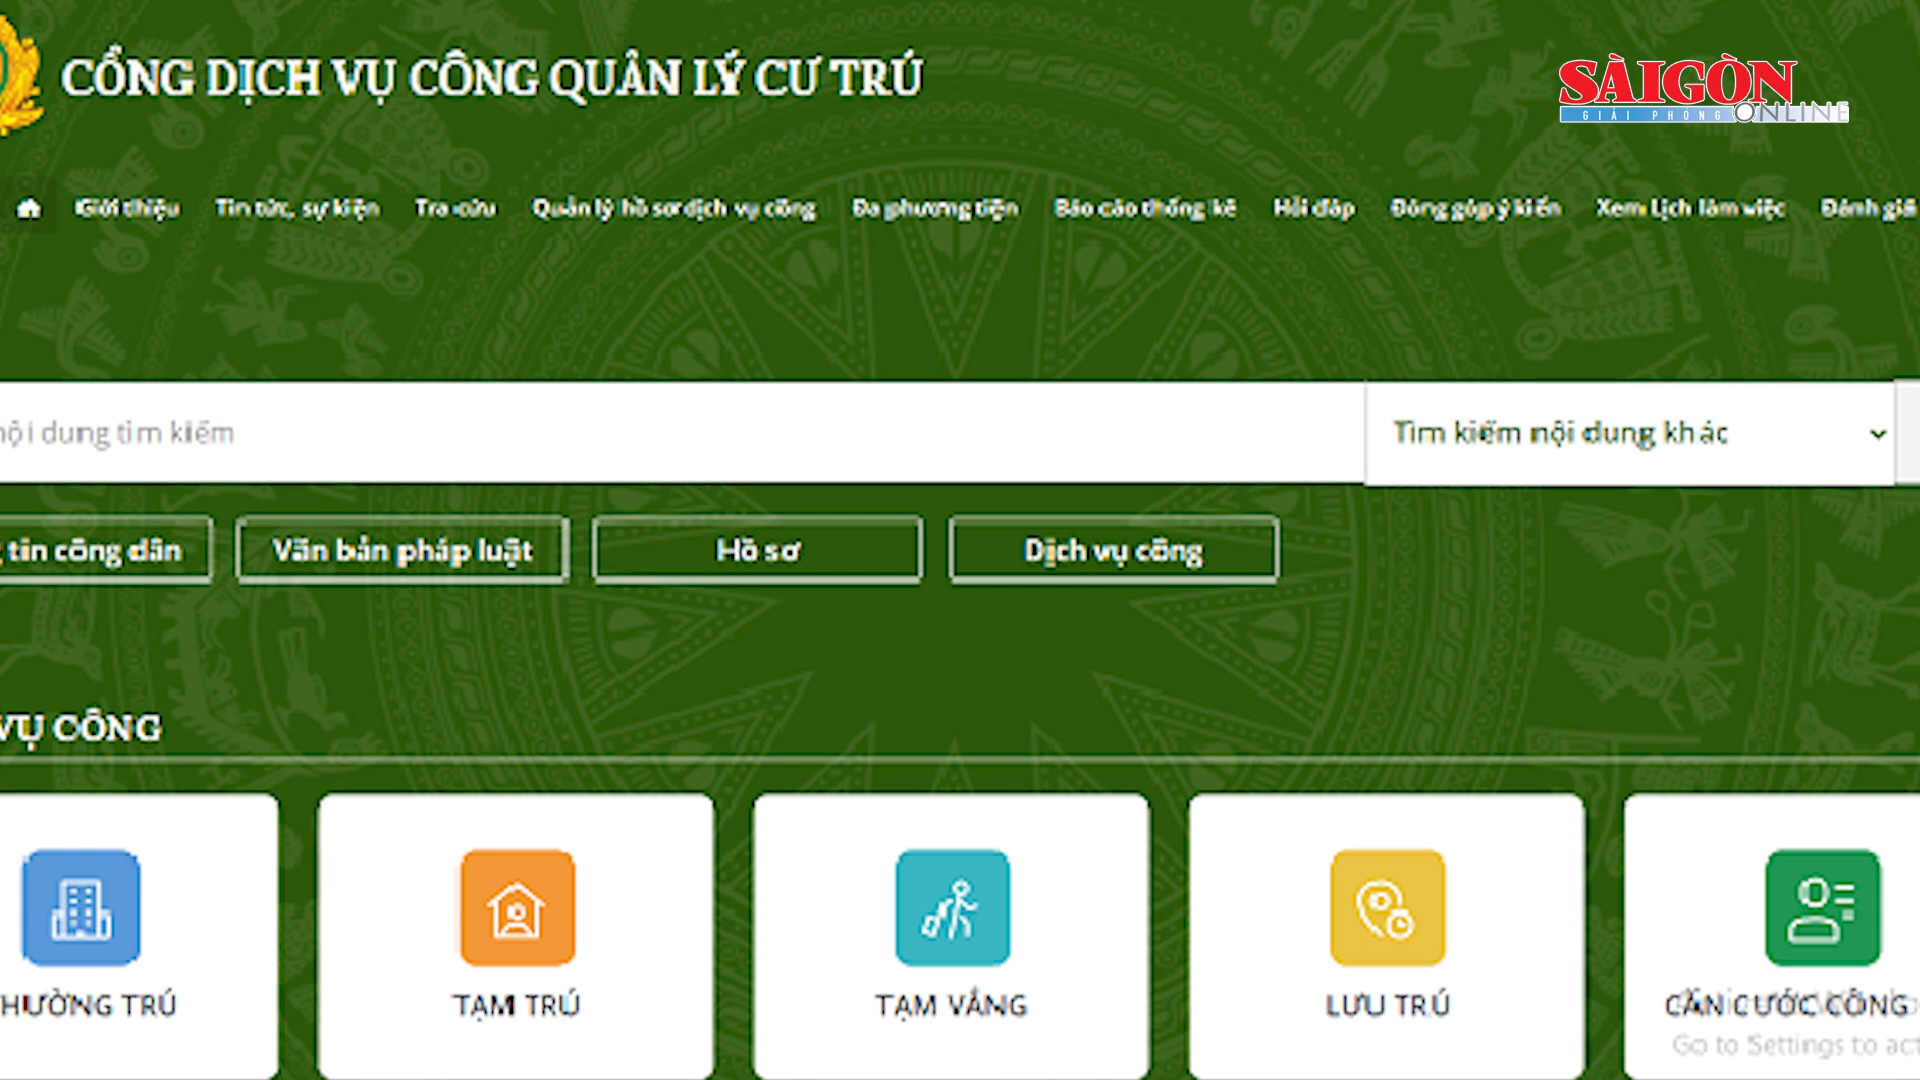 CỔNG DỊCH VỤ CÔNG QUẢN LÝ CƯ TRÚ
SÀIGÒN
GIẢI PHÓNG ONLINE
Giới thiệu Tin tức, sự kiện Tra cứu Quản lý hồ sơ dịch vụ công Đa phương tiện Báo cáo thống kê Hỏi đáp Đóng góp ý kiến Xem Lịch làm việc Đánh giá
nội dung tìm kiếm Tìm kiếm nội dung khác
tin công dân Văn bản pháp luật Hồ sơ Dịch vụ công
VỤ CÔNG
HƯỜNG TRÚ TẠM TRÚ TẠM VẮNG LƯU TRÚ CĂN CƯỚC CÔNG
Go to Settings to act